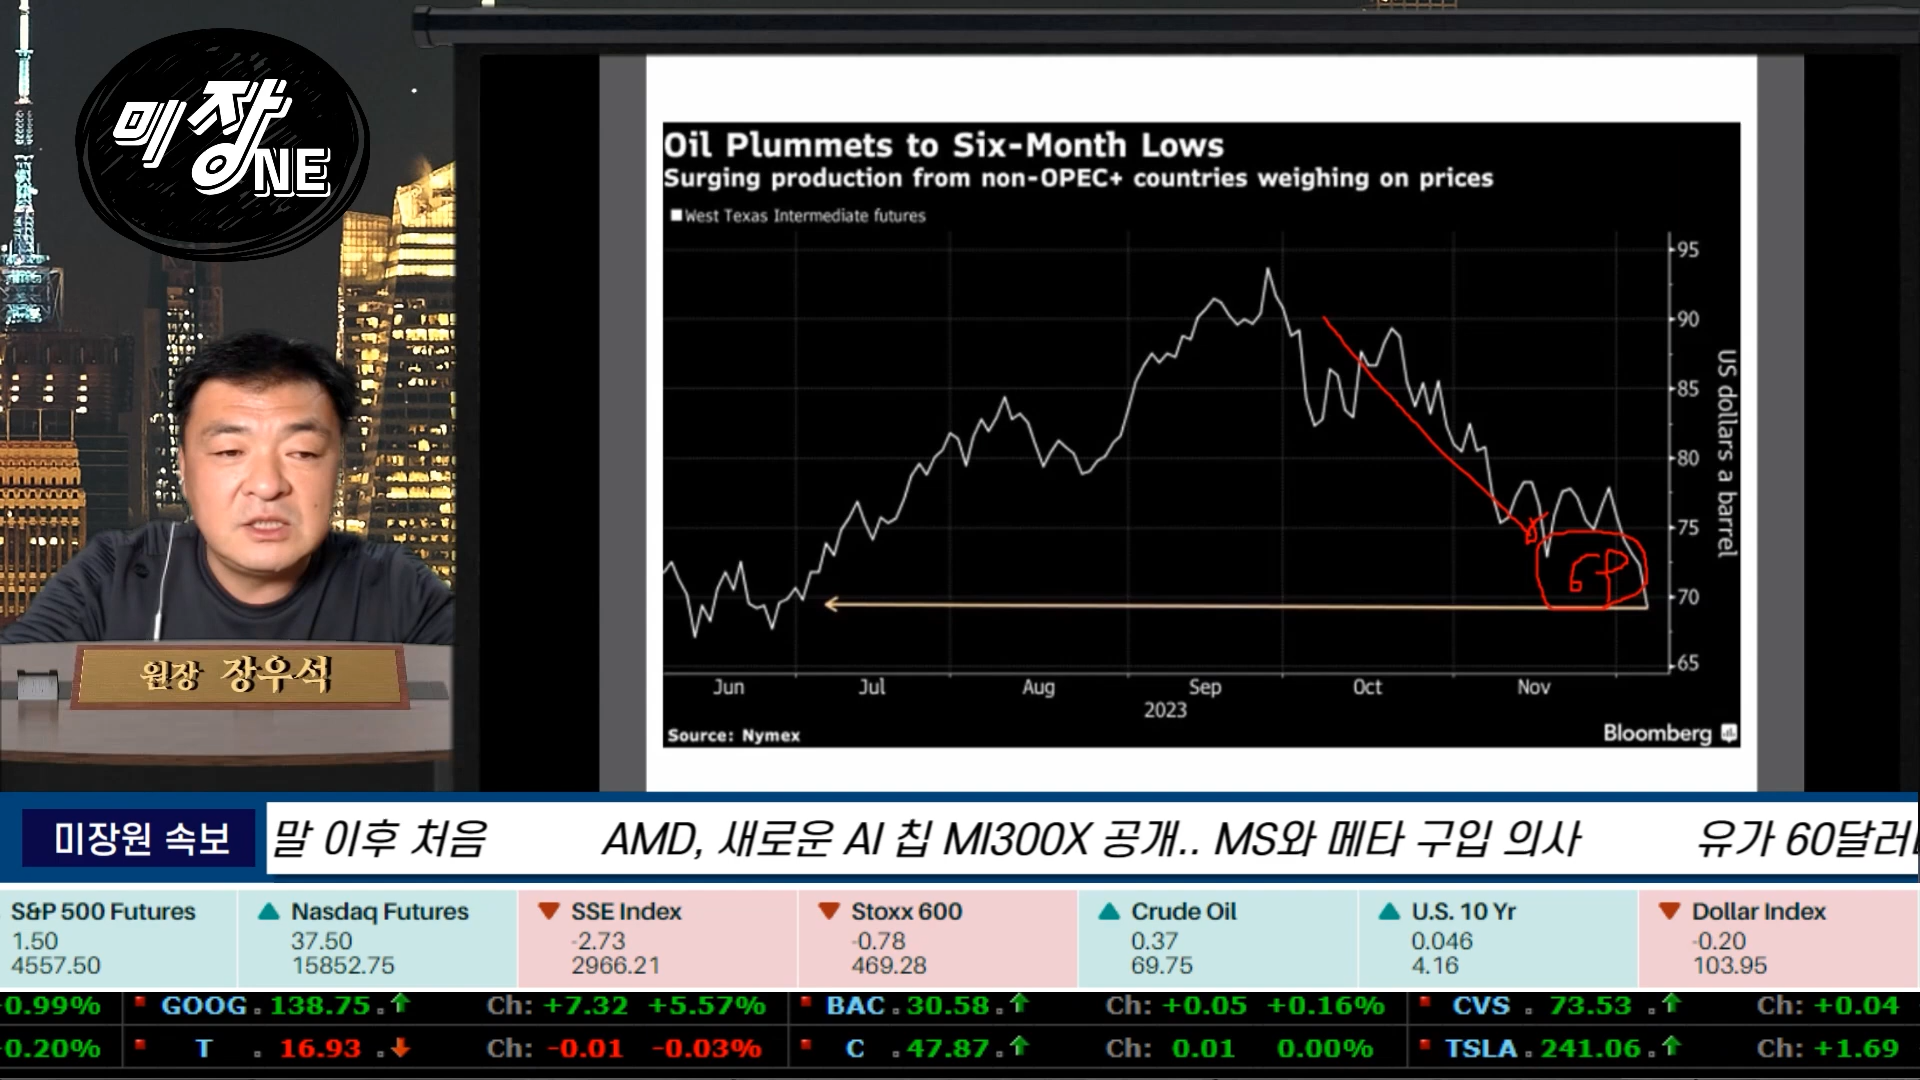 미장ONE
Oil Plummets to Six-Month Lows
Surging production from non-OPEC+ countries weighing on prices
West Texas Intermediate futures
95
90
85
80
75
70
65
US dollars a barrel
Jun Jul Aug Sep Oct Nov
2023
Source: Nymex
Bloomberg
원장 장우석
미장원 속보
말 이후 처음 AMD, 새로운 AI 칩 MI300X 공개.. MS와 메타 구입 의사 유가 60달러
S&P 500 Futures Nasdaq Futures SSE Index Stoxx 600 Crude Oil U.S. 10 Yr Dollar Index
1.50 37.50 -2.73 -0.78 0.37 0.046 -0.20
4557.50 15852.75 2966.21 469.28 69.75 4.16 103.95
0.99% GOOG 138.75 Ch: +7.32 +5.57% BAC 30.58 Ch: +0.05 +0.16% CVS 73.53 Ch: +0.04
0.20% T 16.93 Ch: -0.01 -0.03% C 47.87 Ch: 0.01 0.00% TSLA 241.06 Ch: +1.69